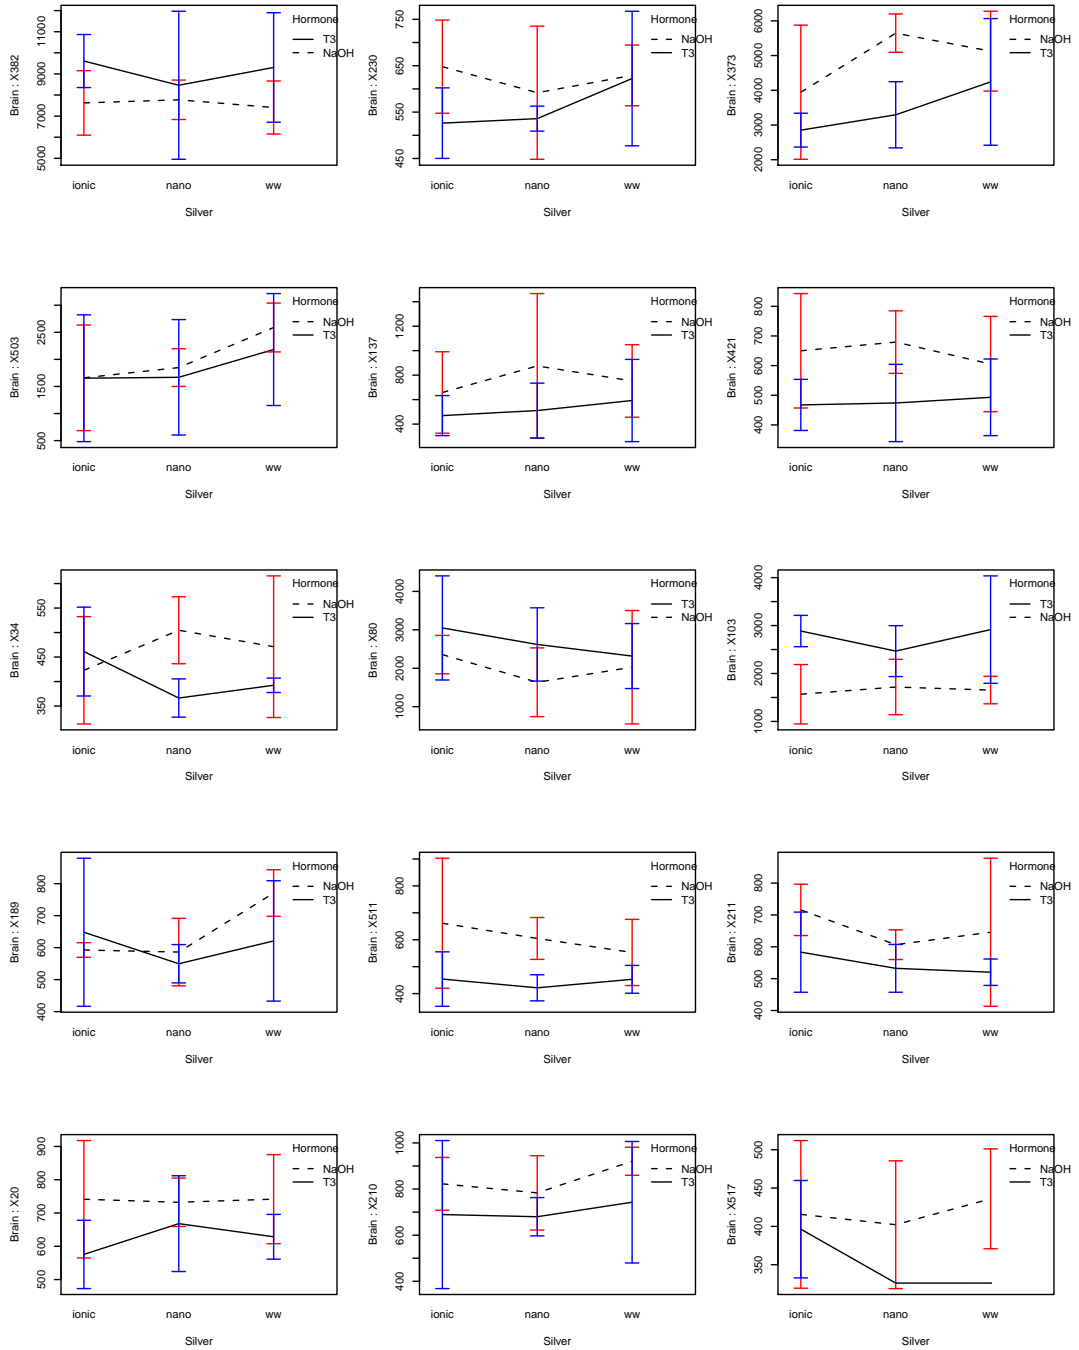 Brain : X382
5000 7000 9000 11000
Hormone
T3
NaOH
ionic nano ww
Silver
Brain : X230
450 550 650 750
Hormone
NaOH
T3
ionic nano ww
Silver
Brain : X373
2000 3000 4000 5000 6000
Hormone
NaOH
T3
ionic nano ww
Silver
Brain : X503
500 1500 2500
Hormone
NaOH
T3
ionic nano ww
Silver
Brain : X137
400 800 1200
Hormone
NaOH
T3
ionic nano ww
Silver
Brain : X421
400 500 600 700 800
Hormone
NaOH
T3
ionic nano ww
Silver
Brain : X34
350 450 550
Hormone
NaOH
T3
ionic nano ww
Silver
Brain : X80
1000 2000 3000 4000
Hormone
T3
NaOH
ionic nano ww
Silver
Brain : X103
1000 2000 3000 4000
Hormone
T3
NaOH
ionic nano ww
Silver
Brain : X189
400 500 600 700 800
Hormone
NaOH
T3
ionic nano ww
Silver
Brain : X511
400 600 800
Hormone
NaOH
T3
ionic nano ww
Silver
Brain : X211
400 500 600 700 800
Hormone
NaOH
T3
ionic nano ww
Silver
Brain : X20
500 600 700 800 900
Hormone
NaOH
T3
ionic nano ww
Silver
Brain : X210
400 600 800 1000
Hormone
NaOH
T3
ionic nano ww
Silver
Brain : X517
350 400 450 500
Hormone
NaOH
T3
ionic nano ww
Silver